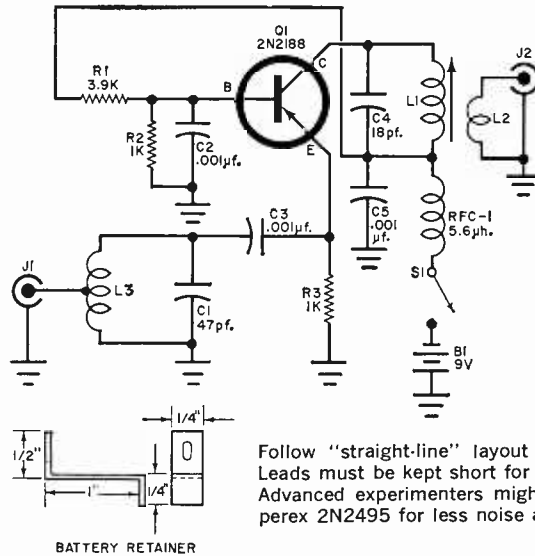 Q1
2N2188
J2
R1
3.9K
B
C
E
R2
1K
C2
.001µf.
C4
18pf.
L1
L2
C3
.001µf.
C5
.001
µf.
RFC-1
5.6µh.
S1
J1
L3
C1
47pf.
R3
1K
B1
9V
1/2"
1"
1/4"
1/4"
BATTERY RETAINER
Follow "straight-line" layout
Leads must be kept short for
Advanced experimenters migh
perex 2N2495 for less noise a